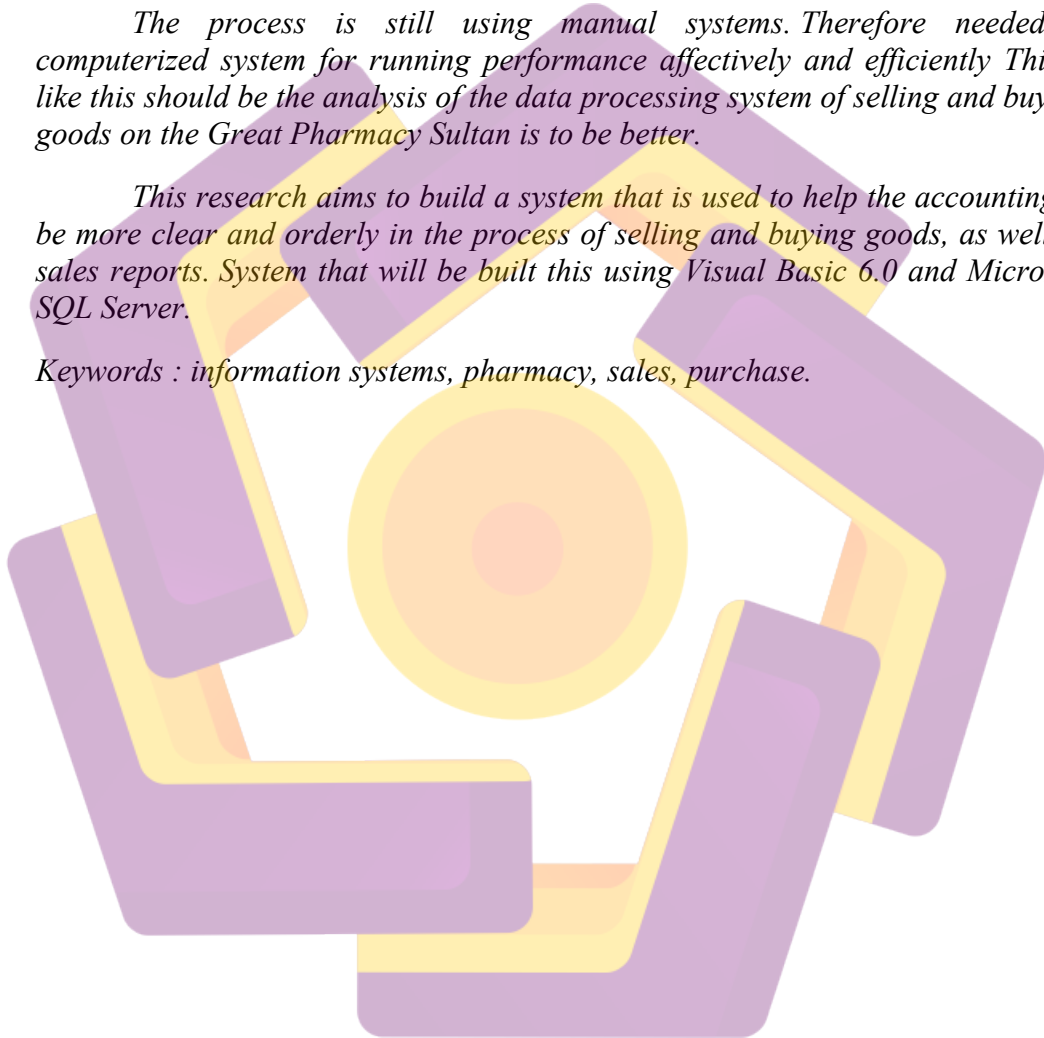 The process is still using manual systems. Therefore needed
computerized system for running performance affectively and efficiently Thi
like this should be the analysis of the data processing system of selling and buy
goods on the Great Pharmacy Sultan is to be better.
This research aims to build a system that is used to help the accounting
be more clear and orderly in the process of selling and buying goods, as wel
sales reports. System that will be built this using Visual Basic 6.0 and Micro
SQL Server.
Keywords : information systems, pharmacy, sales, purchase.